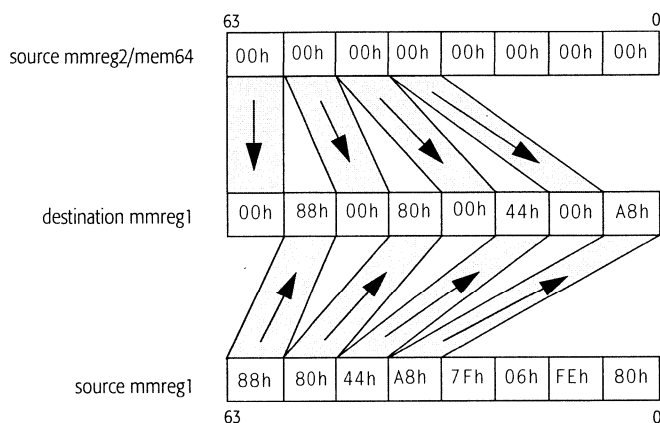 63 0
source mmreg2/mem64 00h 00h 00h 00h 00h 00h 00h 00h
destination mmreg1 00h 88h 00h 80h 00h 44h 00h A8h
source mmreg1 88h 80h 44h A8h 7Fh 06h FEh 80h
63 0